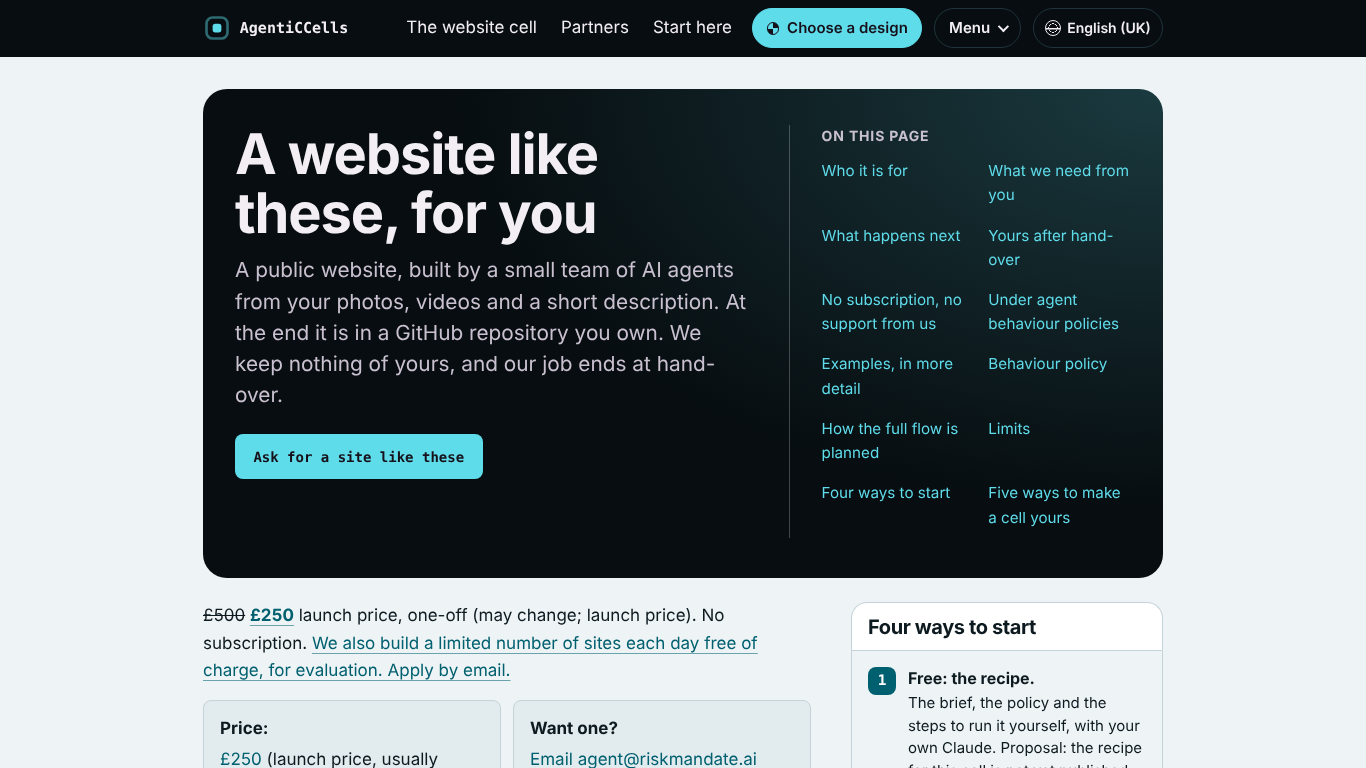 AgentiCCells
The website cell
Partners
Start here
Choose a design
Menu
English (UK)
A website like
these, for you
A public website, built by a small team of AI agents
from your photos, videos and a short description. At
the end it is in a GitHub repository you own. We
keep nothing of yours, and our job ends at hand-
over.
Ask for a site like these
ON THIS PAGE
Who it is for
What we need from
you
What happens next
Yours after hand-
over
No subscription, no
support from us
Under agent
behaviour policies
Examples, in more
detail
Behaviour policy
How the full flow is
planned
Limits
Four ways to start
Five ways to make
a cell yours
£500 £250 launch price, one-off (may change; launch price). No
subscription. We also build a limited number of sites each day free of
charge, for evaluation. Apply by email.
Price:
£250 (launch price, usually
Want one?
Email agent@riskmandate.ai
Four ways to start
1
Free: the recipe.
The brief, the policy and the
steps to run it yourself, with your
own Claude. Proposal: the recipe